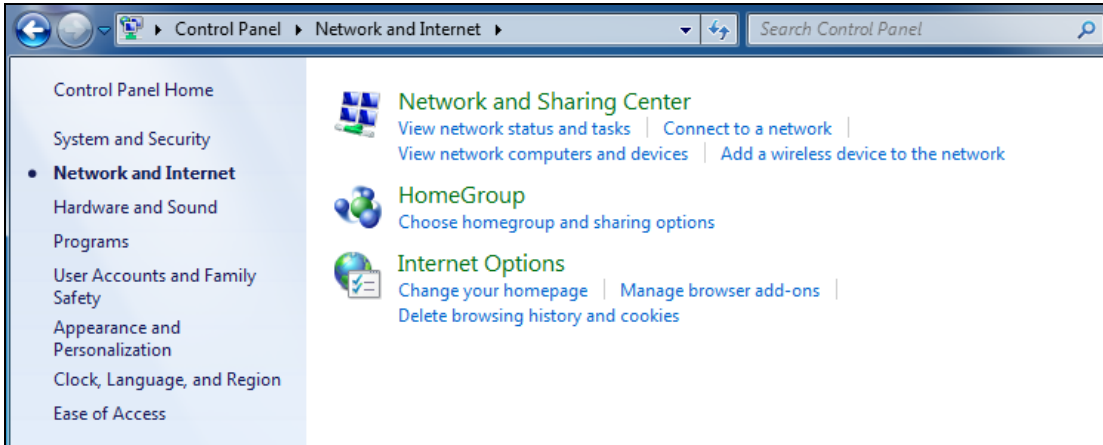 Control Panel Network and Internet
Search Control Panel
Control Panel Home
System and Security
Network and Internet
Hardware and Sound
Programs
User Accounts and Family
Safety
Appearance and
Personalization
Clock, Language, and Region
Ease of Access
Network and Sharing Center
View network status and tasks Connect to a network
View network computers and devices Add a wireless device to the network
HomeGroup
Choose homegroup and sharing options
Internet Options
Change your homepage Manage browser add-ons
Delete browsing history and cookies